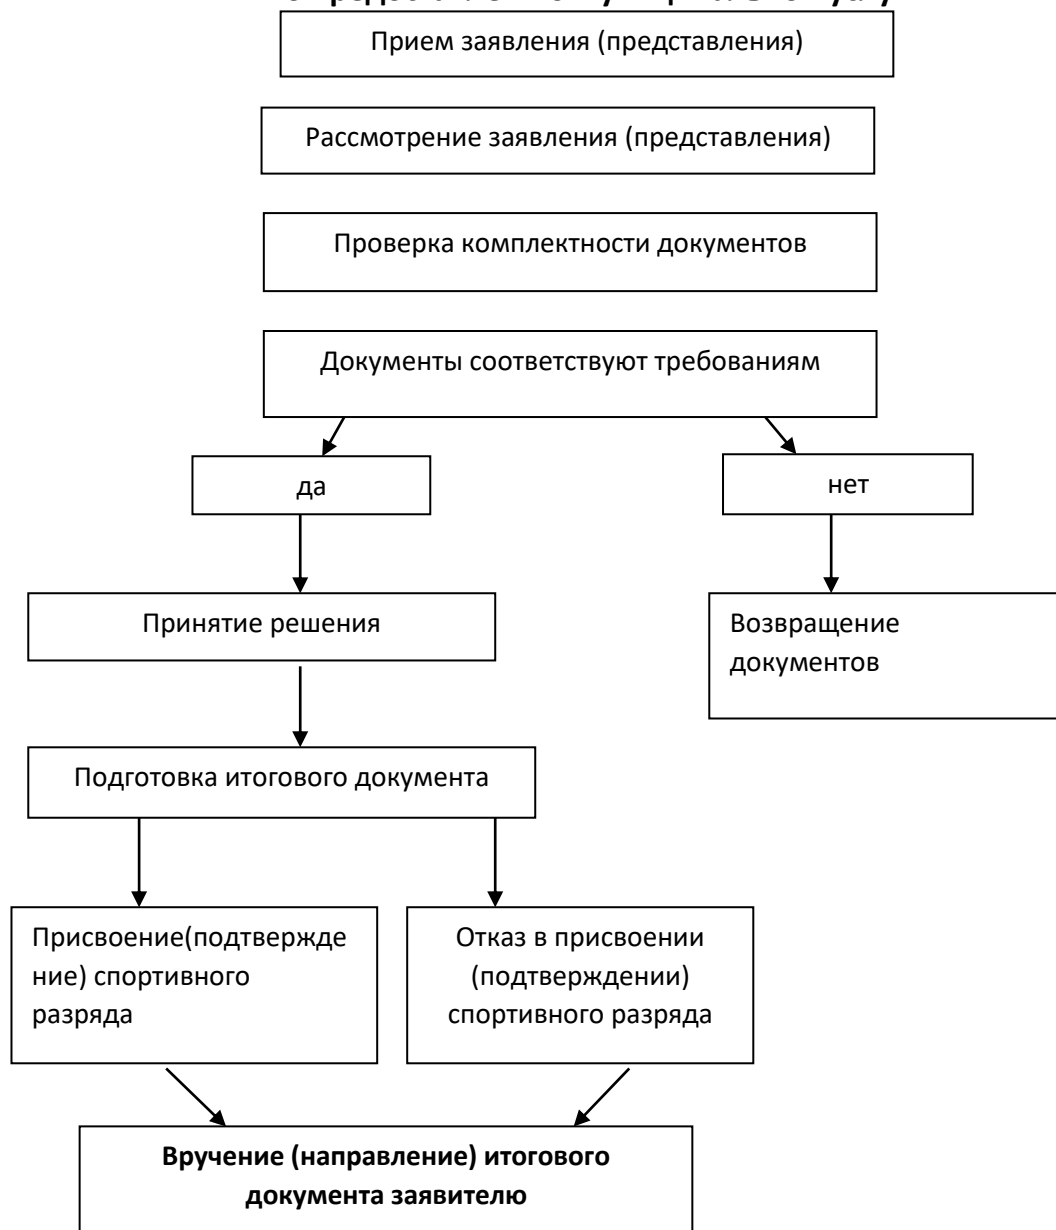 Прием заявления (представления)
Рассмотрение заявления (представления)
Проверка комплектности документов
Документы соответствуют требованиям
да
нет
Принятие решения
Возвращение
документов
Подготовка итогового документа
Присвоение(подтвержде
ние) спортивного
разряда
Отказ в присвоении
(подтверждении)
спортивного разряда
Вручение (направление) итогового
документа заявителю